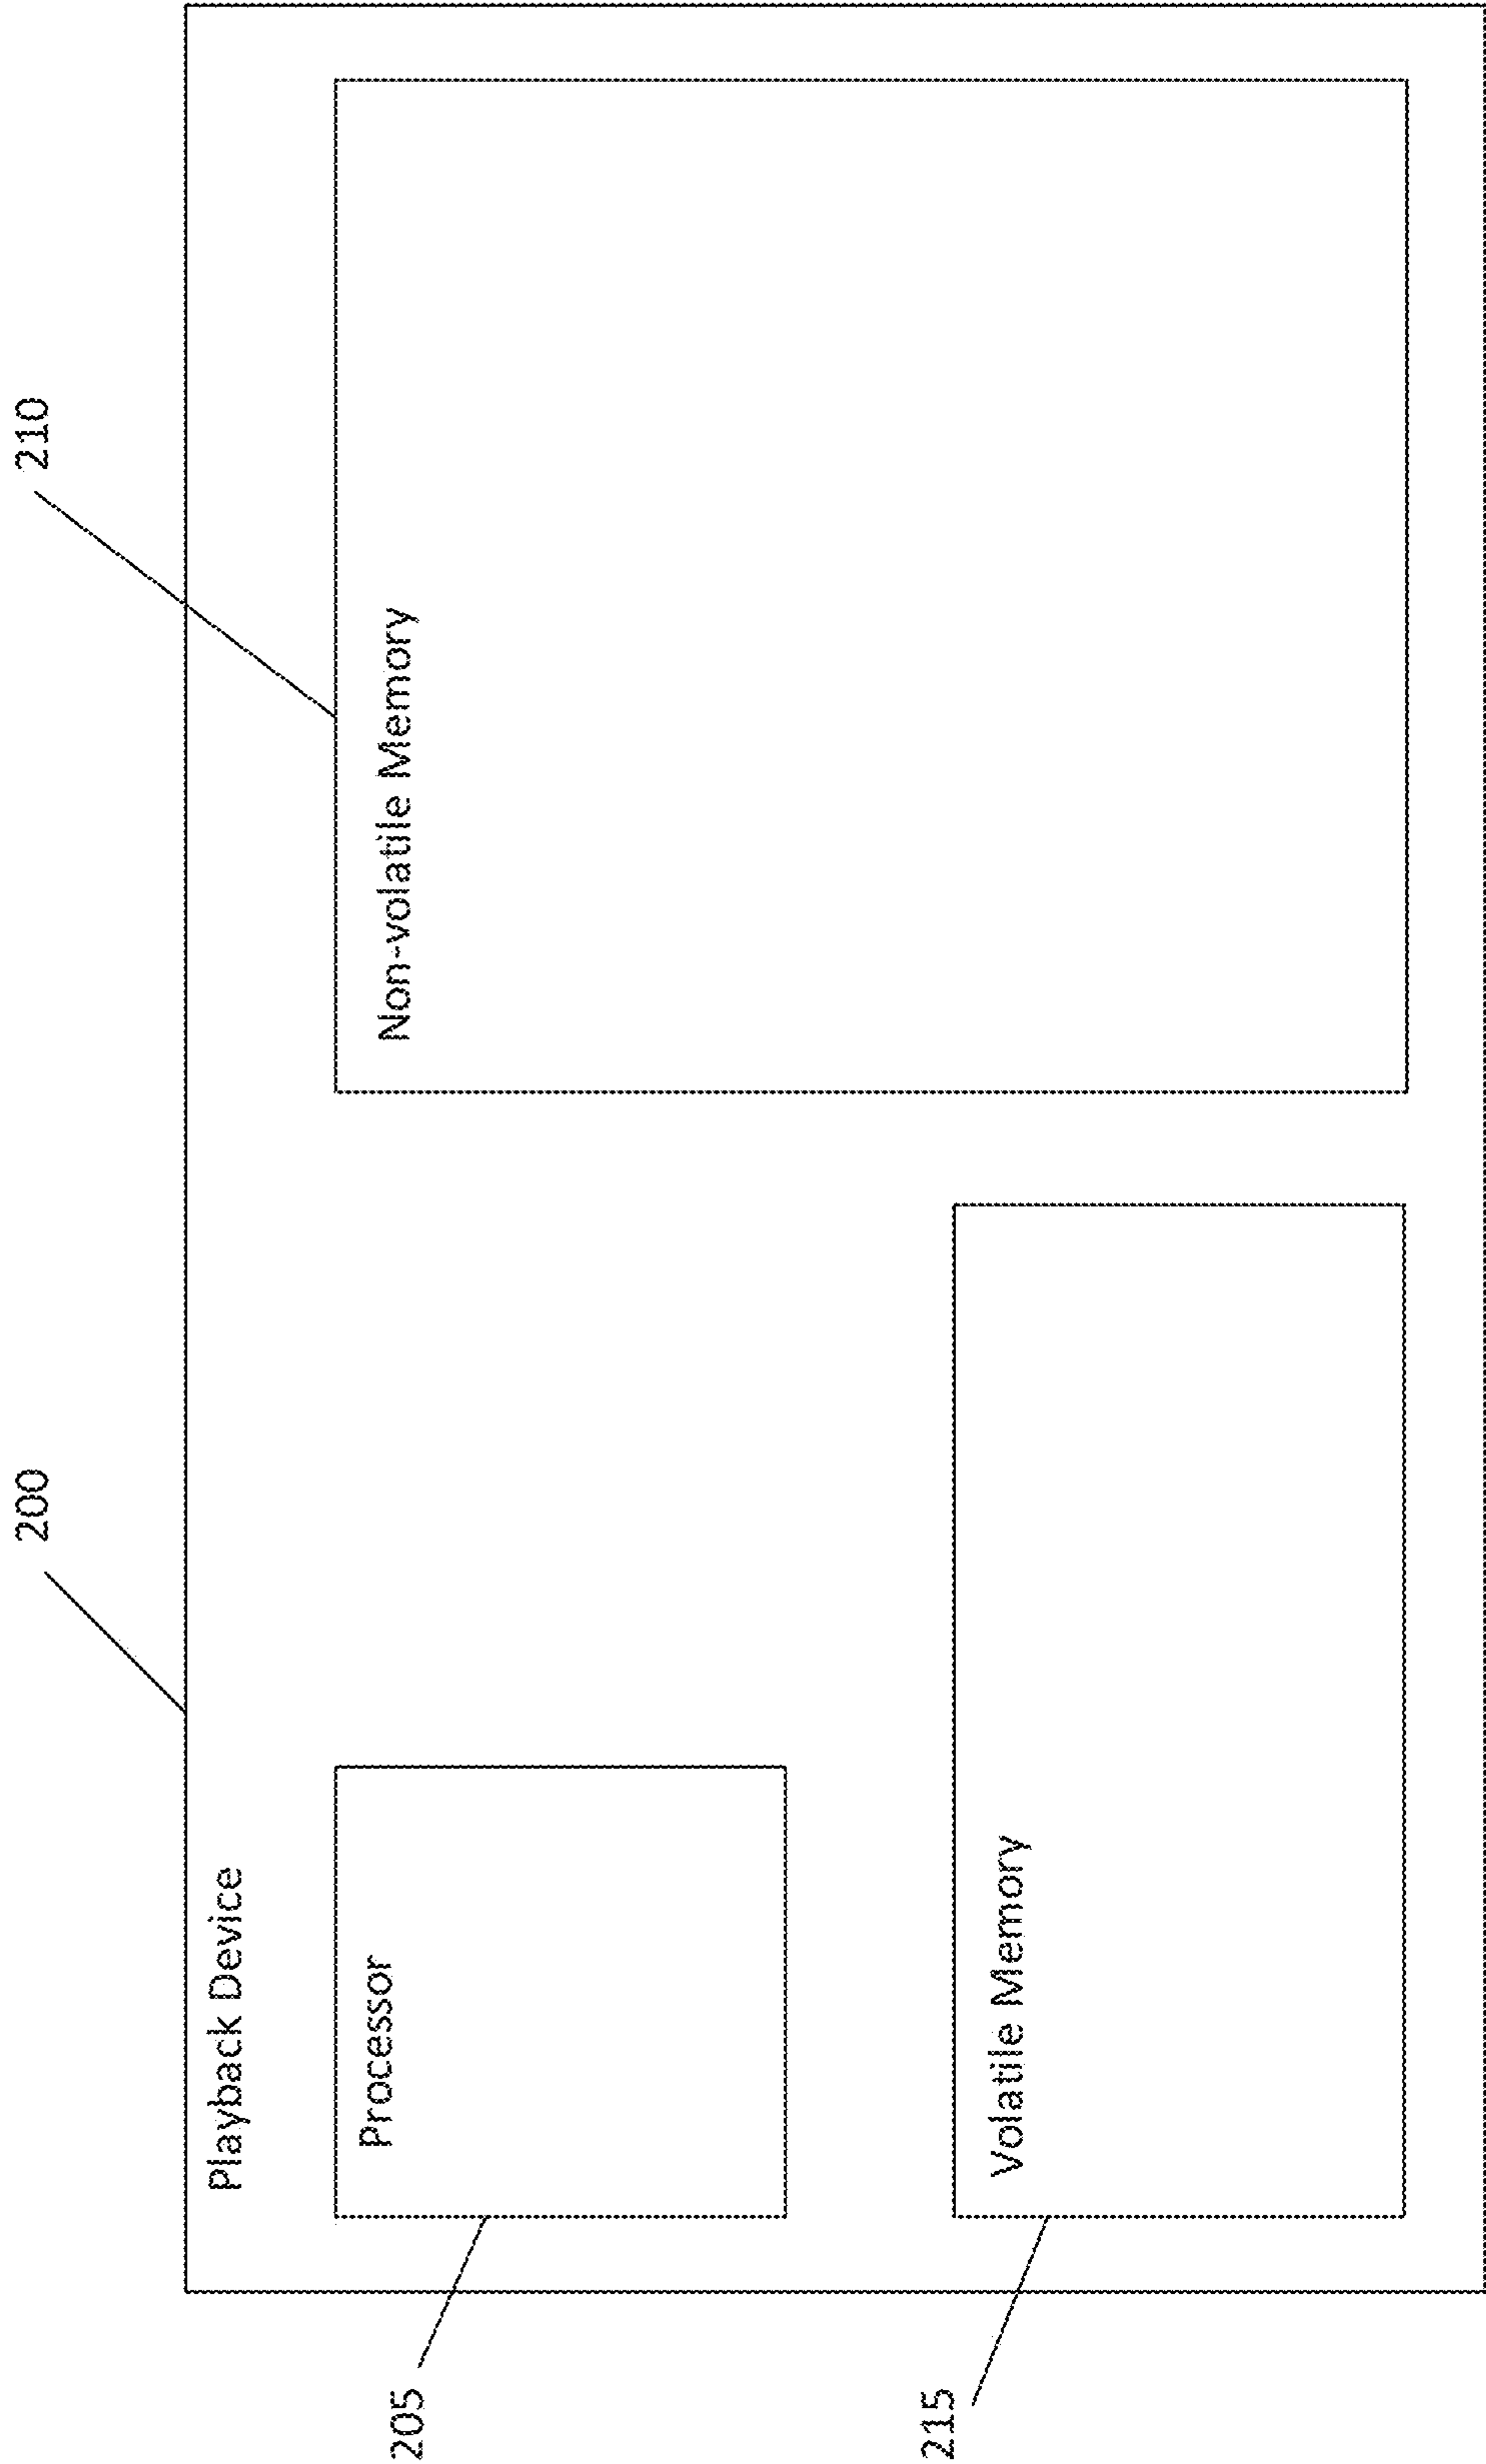 200
210
Playback Device
205
Processor
Non-volatile Memory
215
Volatile Memory